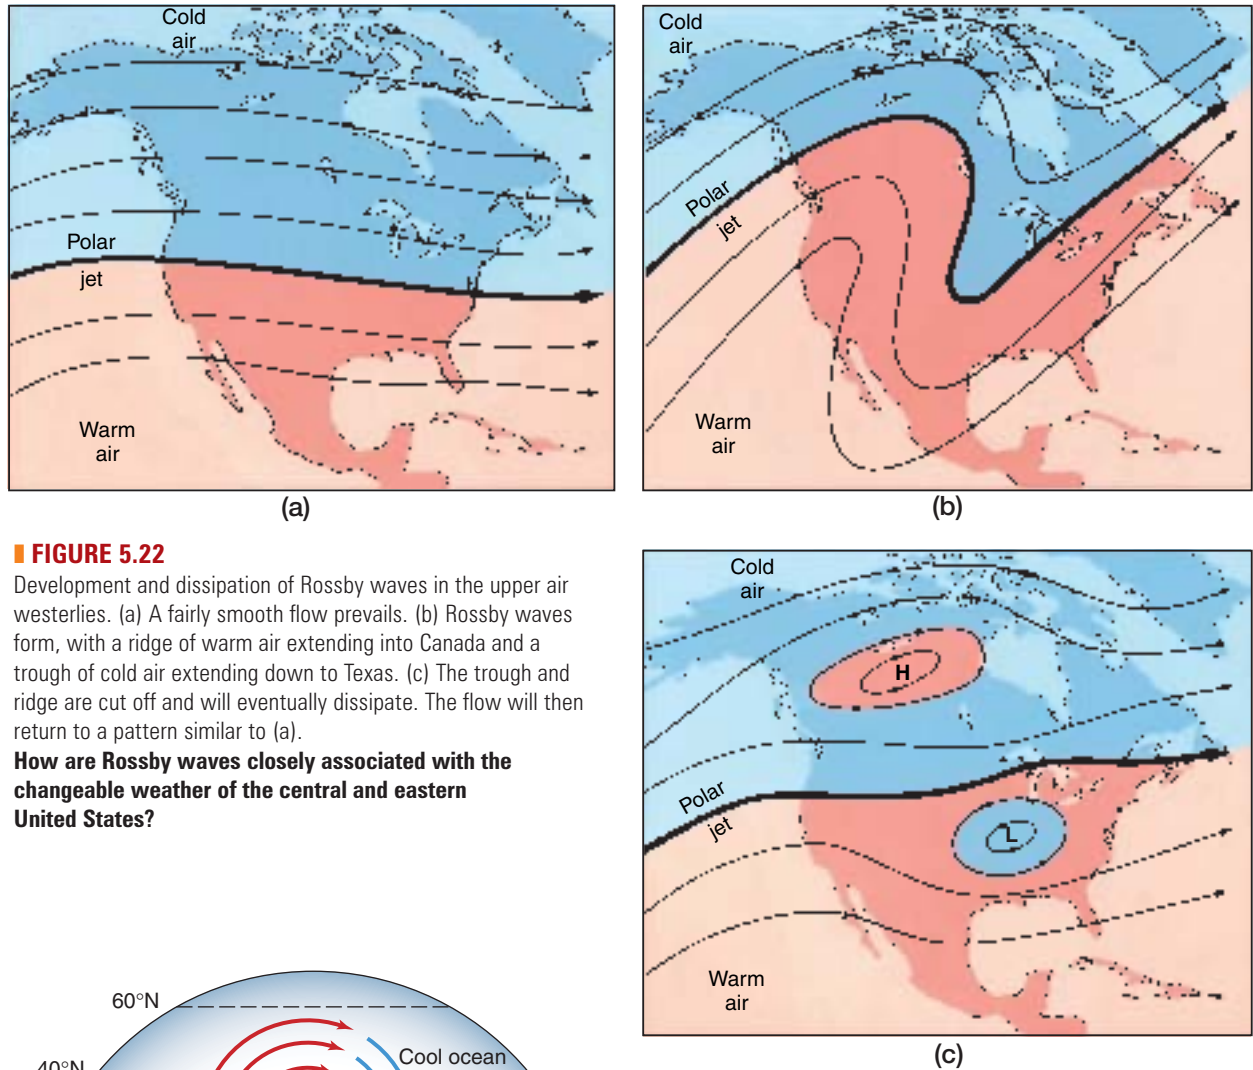 Cold
air
Polar
jet
Warm
air
(a)
Cold
air
Polar
jet
Warm
air
(b)
FIGURE 5.22
Development and dissipation of Rossby waves in the upper air
westerlies. (a) A fairly smooth flow prevails. (b) Rossby waves
form, with a ridge of warm air extending into Canada and a
trough of cold air extending down to Texas. (c) The trough and
ridge are cut off and will eventually dissipate. The flow will then
return to a pattern similar to (a).
How are Rossby waves closely associated with the
changeable weather of the central and eastern
United States?
Cold
air
H
Polar
jet
L
Warm
air
(c)
60°N
Cool ocean
40°N